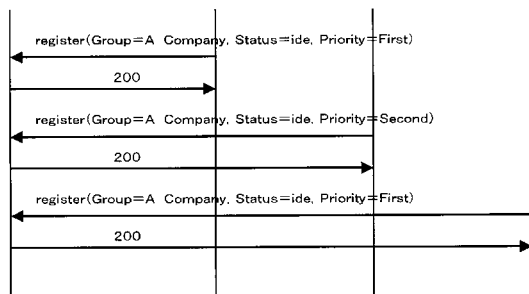 register(Group=A Company, Status=ide, Priority=First)
200
register(Group=A Company, Status=ide, Priority=Second)
200
register(Group=A Company, Status=ide, Priority=First)
200